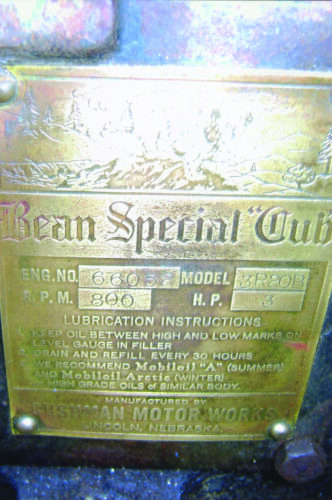 Bean Special "Cub
ENG. NO. 66052 MODEL
R. P. M. 800 H. P. 3
LUBRICATION INSTRUCTIONS
KEEP OIL BETWEEN HIGH AND LOW MARKS ON
LEVEL GAUGE IN FILLER
DRAIN AND REFILL EVERY 30 HOURS
WE RECOMMEND Mobiloil "A" (SUMMER)
AND Mobiloil Arctic (WINTER)
HIGH GRADE OILS OF SIMILAR BODY.
MANUFACTURED BY
CUSHMAN MOTOR WORKS
LINCOLN, NEBRASKA